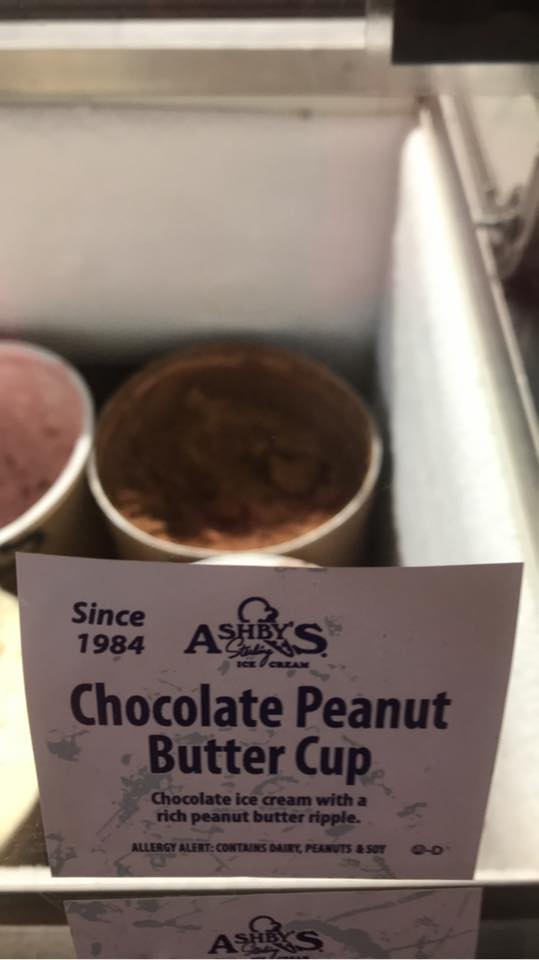 Since
1984
ASHBY'S
Sterling
ICE CREAM
Chocolate Peanut
Butter Cup
Chocolate ice cream with a
rich peanut butter ripple.
ALLERGY ALERT: CONTAINS DAIRY, PEANUTS & SOY
U-D
ASHBY'S